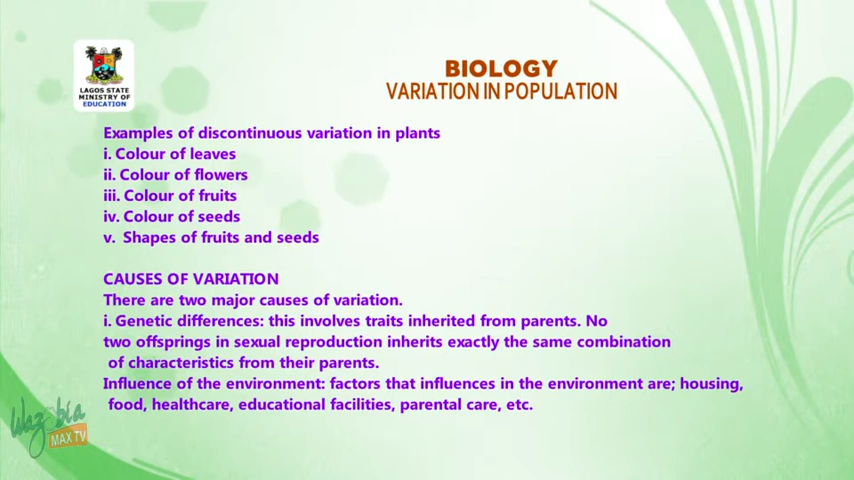 LAGOS STATE
MINISTRY OF
EDUCATION
BIOLOGY
VARIATION IN POPULATION
Examples of discontinuous variation in plants
i. Colour of leaves
ii. Colour of flowers
iii. Colour of fruits
iv. Colour of seeds
v. Shapes of fruits and seeds
CAUSES OF VARIATION
There are two major causes of variation.
i. Genetic differences: this involves traits inherited from parents. No
two offsprings in sexual reproduction inherits exactly the same combination
of characteristics from their parents.
Influence of the environment: factors that influences in the environment are; housing,
food, healthcare, educational facilities, parental care, etc.
Wazobia
MAX TV